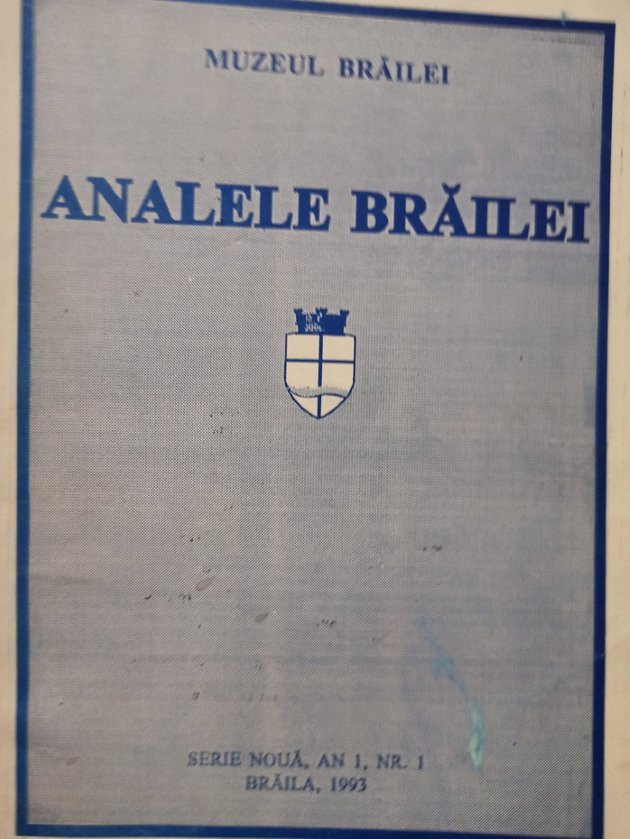 MUZEUL BRĂILEI
ANALELE BRĂILEI
SERIE NOUĂ, AN 1, NR. 1
BRĂILA, 1993